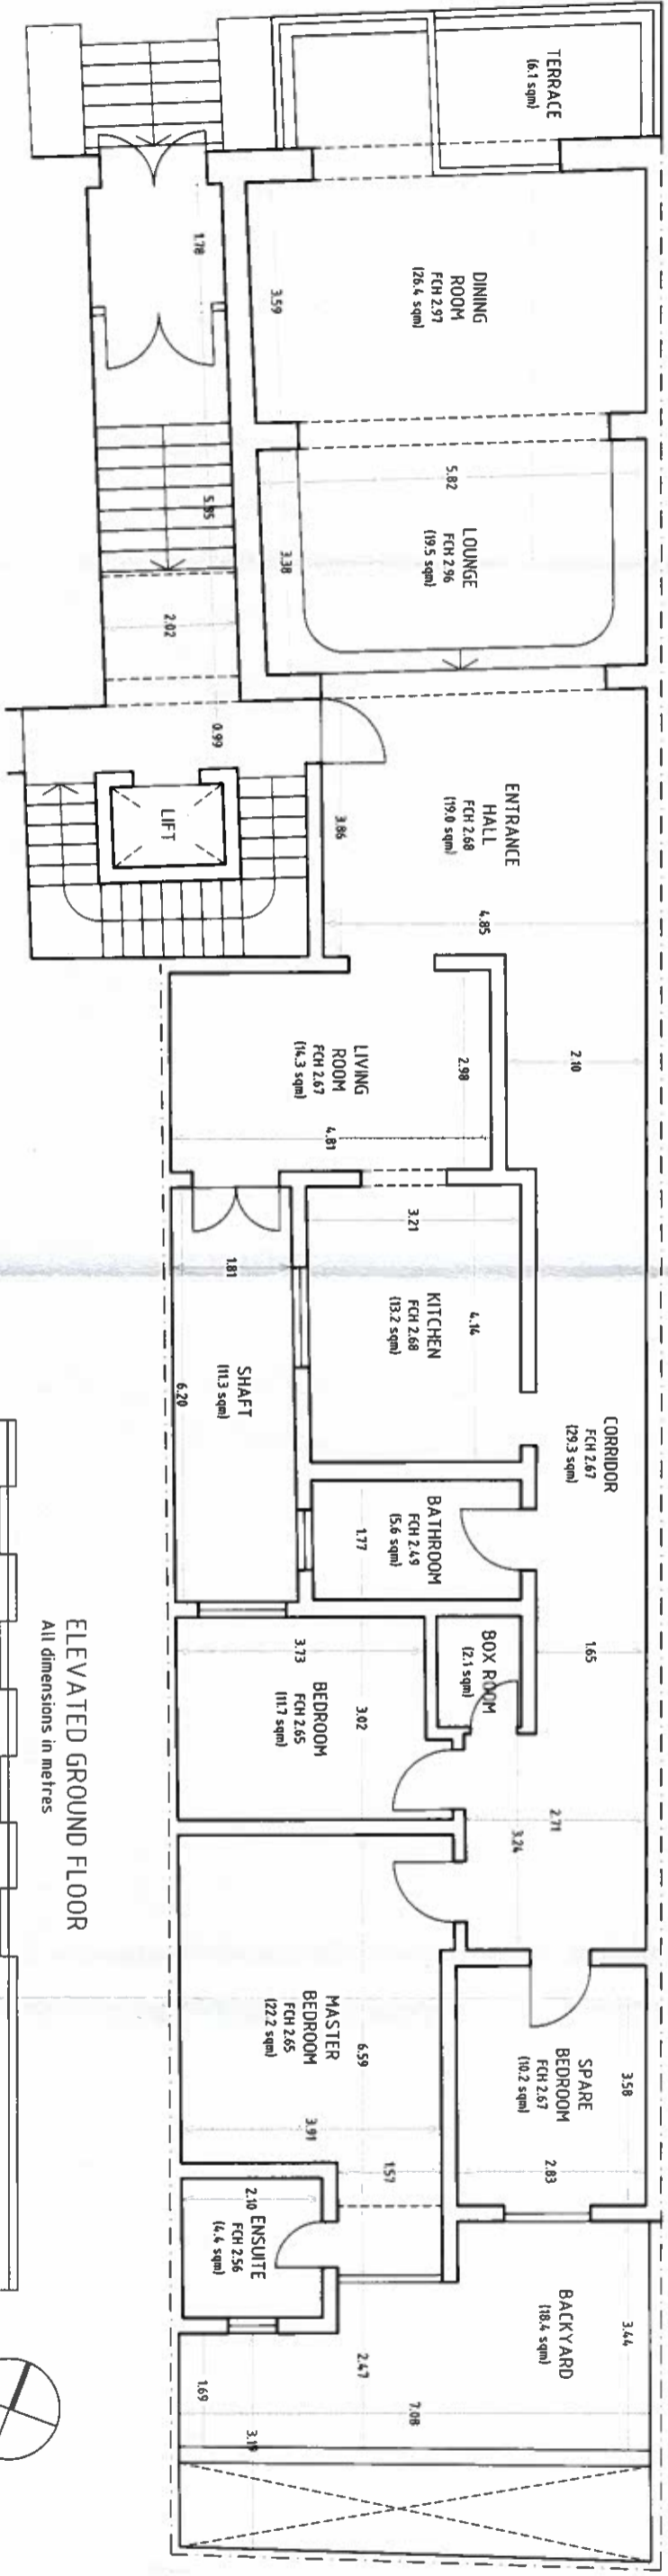 TERRACE
(6.1 sqm)
DINING
ROOM
FCH 2.97
(26.4 sqm)
1.78
3.59
5.95
5.82
LOUNGE
FCH 2.96
(19.5 sqm)
3.38
2.02
0.99
LIFT
ENTRANCE
HALL
FCH 2.68
(19.0 sqm)
3.86
4.85
2.10
LIVING
ROOM
FCH 2.67
(14.3 sqm)
2.98
4.81
3.21
KITCHEN
FCH 2.68
(13.2 sqm)
4.14
1.81
SHAFT
(11.3 sqm)
6.20
CORRIDOR
FCH 2.67
(29.3 sqm)
BATHROOM
FCH 2.49
(5.6 sqm)
1.77
1.65
BOX ROOM
(2.1 sqm)
3.73
BEDROOM
FCH 2.65
(11.7 sqm)
3.02
2.71
3.24
MASTER
BEDROOM
FCH 2.65
(22.2 sqm)
6.59
3.91
1.57
SPARE
BEDROOM
FCH 2.67
(10.2 sqm)
3.58
2.83
ENSUITE
FCH 2.56
(4.4 sqm)
2.10
BACKYARD
(18.4 sqm)
3.44
2.47
7.08
1.69
3.19
ELEVATED GROUND FLOOR
All dimensions in metres